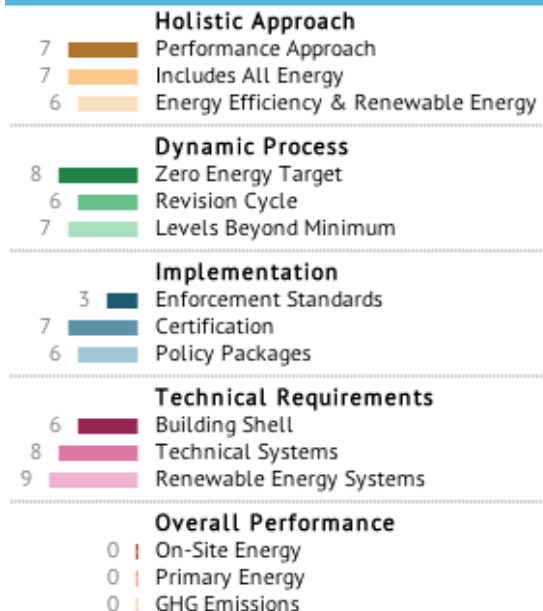 Holistic Approach
7 Performance Approach
7 Includes All Energy
6 Energy Efficiency & Renewable Energy
Dynamic Process
8 Zero Energy Target
6 Revision Cycle
7 Levels Beyond Minimum
Implementation
3 Enforcement Standards
7 Certification
6 Policy Packages
Technical Requirements
6 Building Shell
8 Technical Systems
9 Renewable Energy Systems
Overall Performance
0 On-Site Energy
0 Primary Energy
0 GHG Emissions